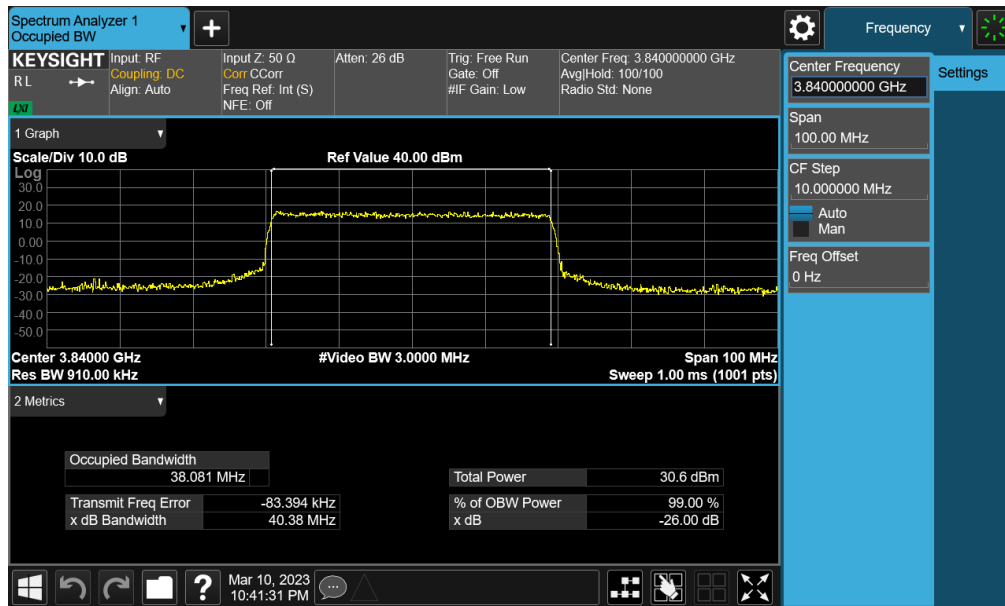 Spectrum Analyzer 1
Occupied BW
Frequency
KEYSIGHT
R L
LXI
Input: RF
Coupling: DC
Align: Auto
Input Z: 50 Ω
Corr CCorr
Freq Ref: Int (S)
NFE: Off
Atten: 26 dB
Trig: Free Run
Gate: Off
#IF Gain: Low
Center Freq: 3.840000000 GHz
Avg|Hold: 100/100
Radio Std: None
Center Frequency
3.840000000 GHz
Settings
Span
100.00 MHz
CF Step
10.000000 MHz
Auto
Man
Freq Offset
0 Hz
1 Graph
Scale/Div 10.0 dB
Ref Value 40.00 dBm
Log
30.0
20.0
10.0
0.00
-10.0
-20.0
-30.0
-40.0
-50.0
Center 3.84000 GHz
#Video BW 3.0000 MHz
Span 100 MHz
Res BW 910.00 kHz
Sweep 1.00 ms (1001 pts)
2 Metrics
Occupied Bandwidth
38.081 MHz
Total Power 30.6 dBm
Transmit Freq Error -83.394 kHz
% of OBW Power 99.00 %
x dB Bandwidth 40.38 MHz
x dB -26.00 dB
?
Mar 10, 2023
10:41:31 PM